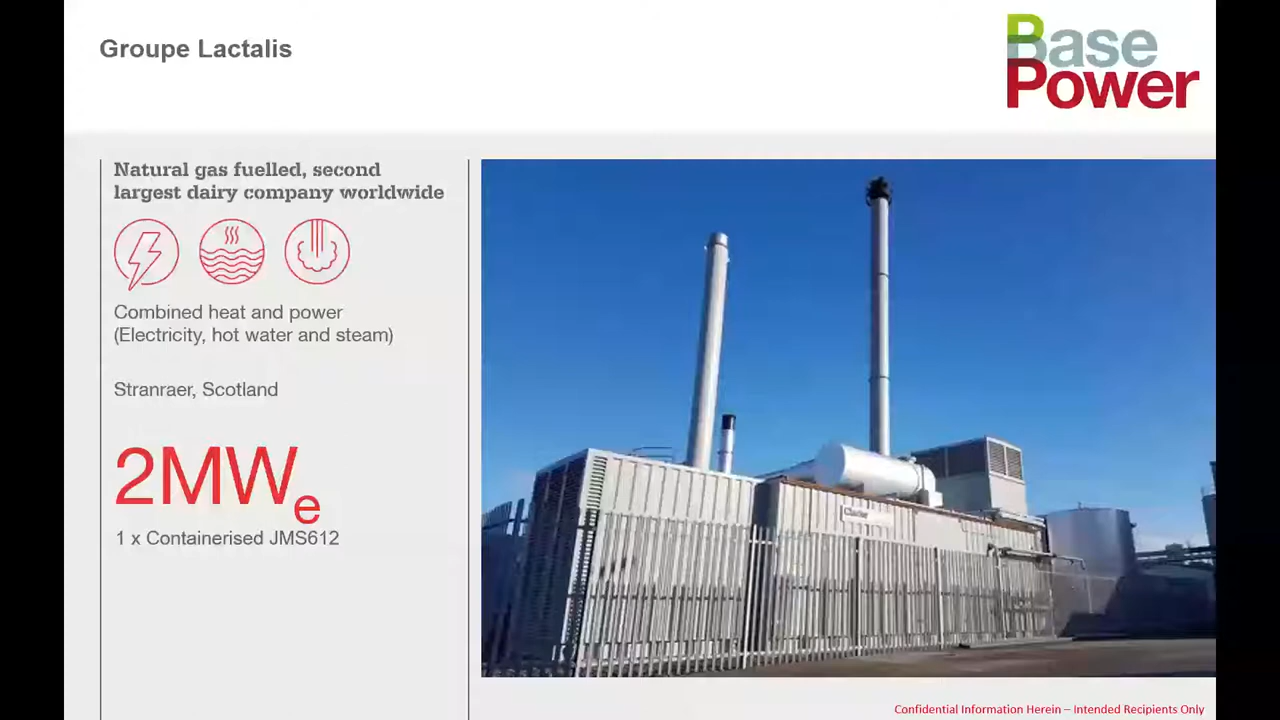 Groupe Lactalis
Base
Power
Natural gas fuelled, second
largest dairy company worldwide
Combined heat and power
(Electricity, hot water and steam)
Stranraer, Scotland
2MWe
1 x Containerised JMS612
Confidential Information Herein – Intended Recipients Only